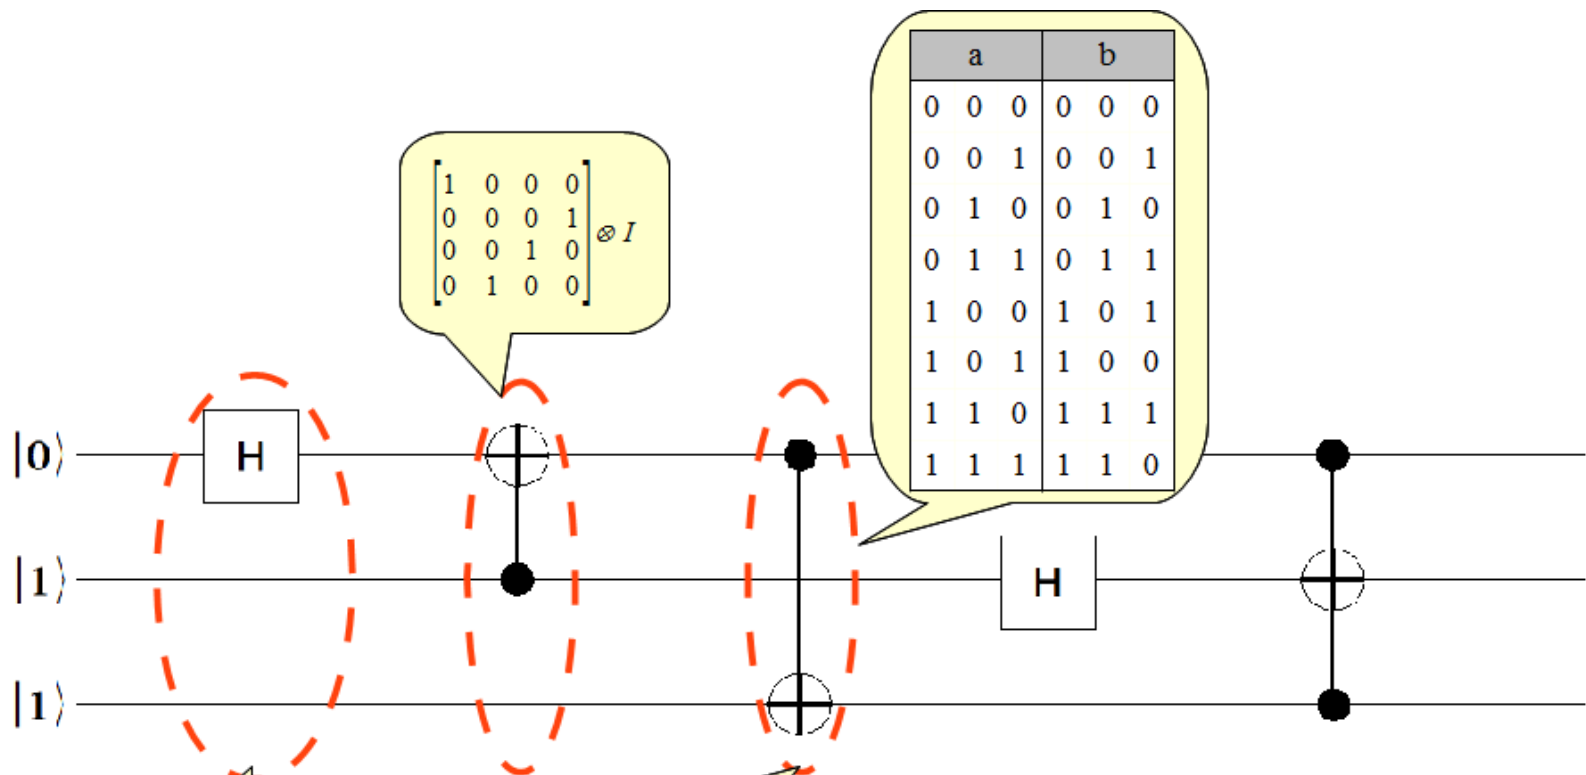 a b
0 0 0 0 0 0
0 0 1 0 0 1
0 1 0 0 1 0
0 1 1 0 1 1
1 0 0 1 0 1
1 0 1 1 0 0
1 1 0 1 1 1
1 1 1 1 1 0
1 0 0 0
0 0 0 1
0 0 1 0
0 1 0 0
⊗ I
|0⟩ H
|1⟩ H
|1⟩